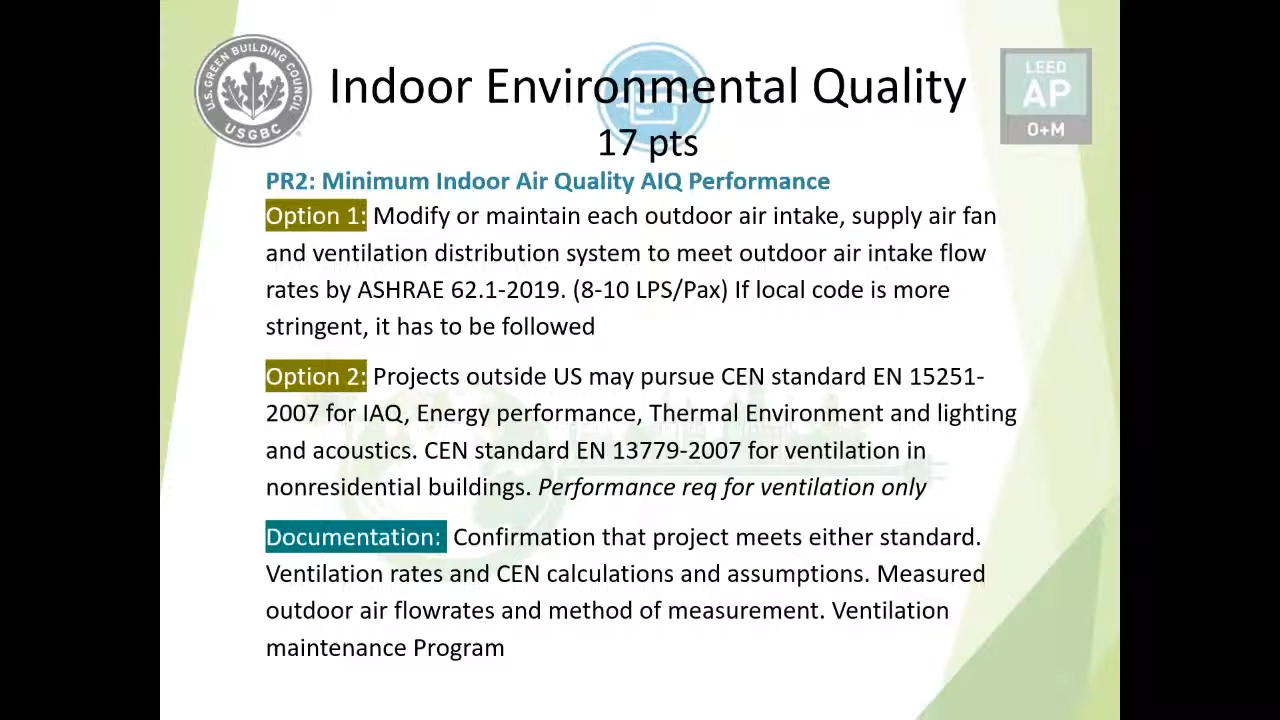 U.S. GREEN BUILDING COUNCIL
USGBC
LEED
AP
O+M
Indoor Environmental Quality
17 pts
PR2: Minimum Indoor Air Quality AIQ Performance
Option 1: Modify or maintain each outdoor air intake, supply air fan
and ventilation distribution system to meet outdoor air intake flow
rates by ASHRAE 62.1-2019. (8-10 LPS/Pax) If local code is more
stringent, it has to be followed
Option 2: Projects outside US may pursue CEN standard EN 15251-
2007 for IAQ, Energy performance, Thermal Environment and lighting
and acoustics. CEN standard EN 13779-2007 for ventilation in
nonresidential buildings. Performance req for ventilation only
Documentation: Confirmation that project meets either standard.
Ventilation rates and CEN calculations and assumptions. Measured
outdoor air flowrates and method of measurement. Ventilation
maintenance Program